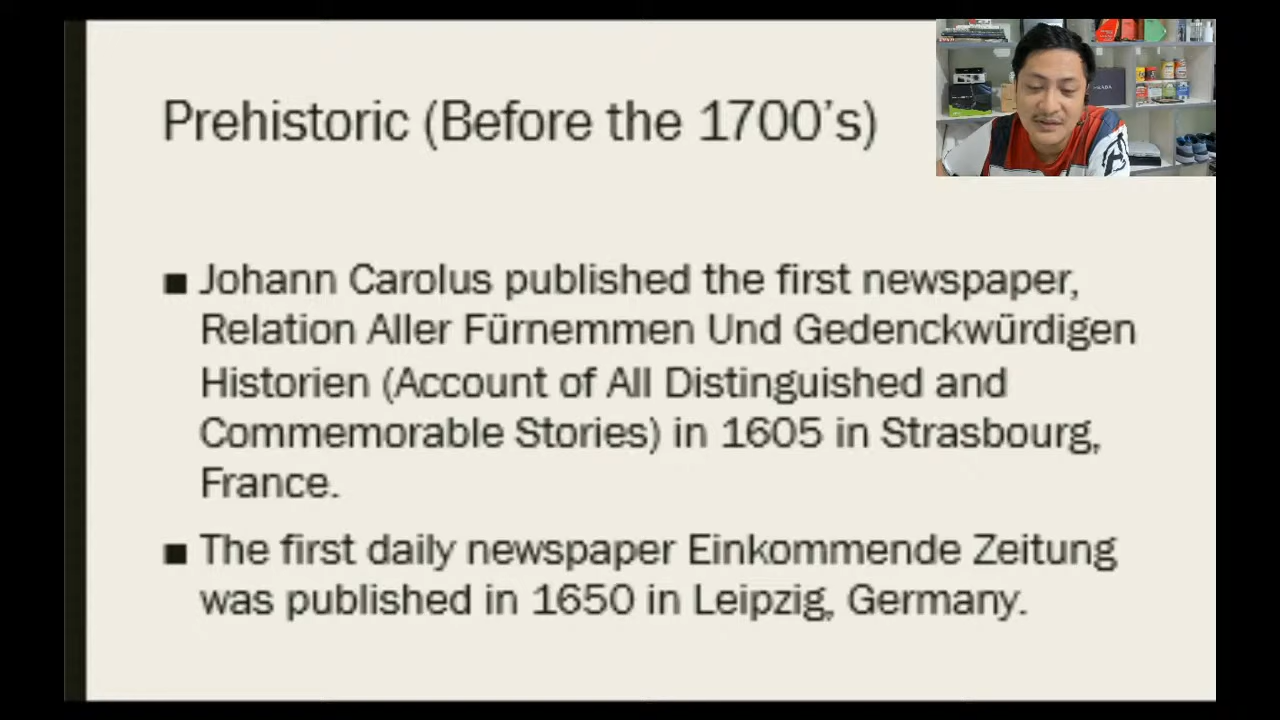 Prehistoric (Before the 1700's)
■ Johann Carolus published the first newspaper,
Relation Aller Fürnemmen Und Gedenckwürdigen
Historien (Account of All Distinguished and
Commemorable Stories) in 1605 in Strasbourg,
France.
■ The first daily newspaper Einkommende Zeitung
was published in 1650 in Leipzig, Germany.